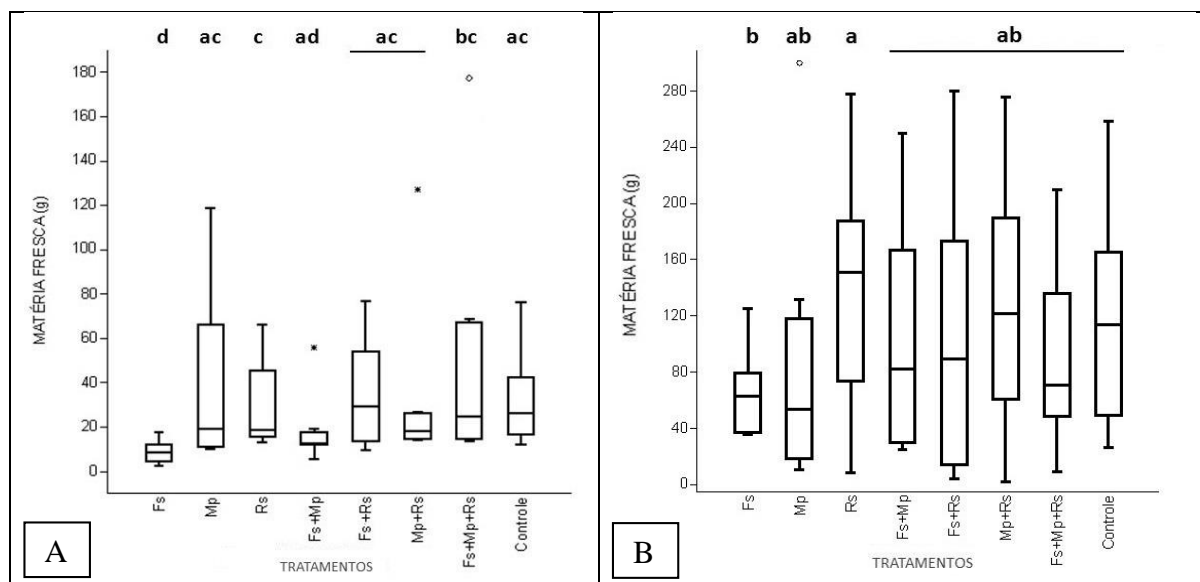 d ac c ad ac bc ac
MATÉRIA FRESCA (g)
180
160
140
120
100
80
60
40
20
0
Fs Mp Rs Fs+Mp Fs+Rs Mp+Rs Fs+Mp+Rs Controle
TRATAMENTOS
A
b ab a ab
MATÉRIA FRESCA (g)
280
240
200
160
120
80
40
0
Fs Mp Rs Fs+Mp Fs+Rs Mp+Rs Fs+Mp+Rs Controle
TRATAMENTOS
B